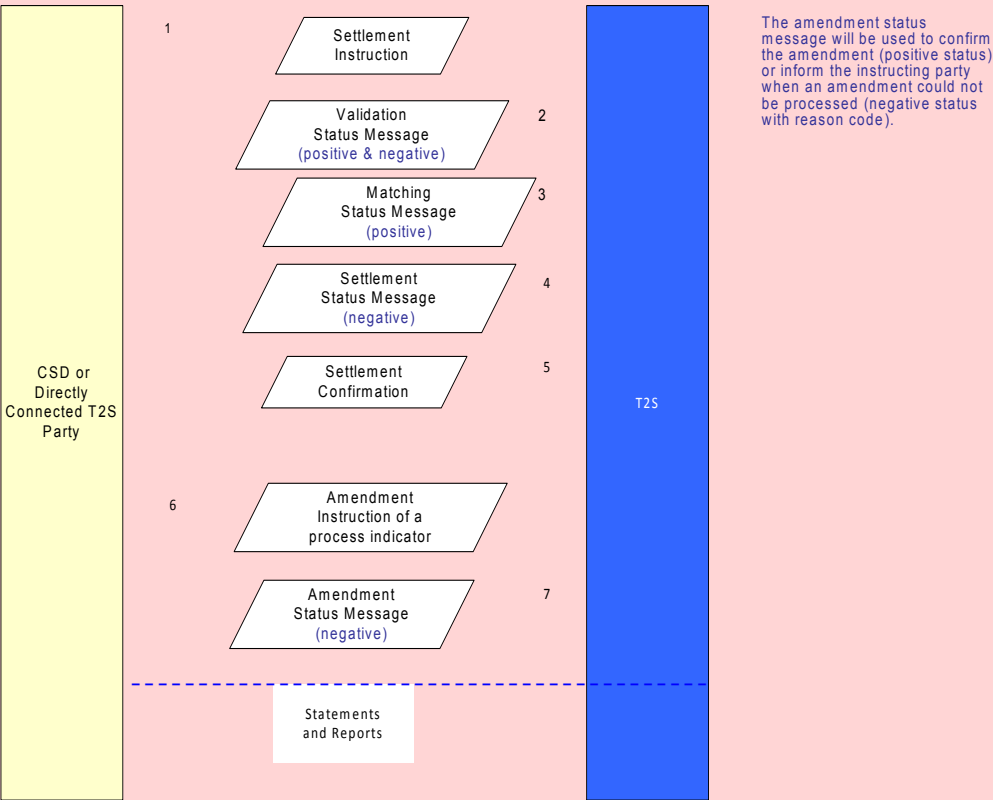 1
Settlement
Instruction
The amendment status
message will be used to confirm
the amendment (positive status)
or inform the instructing party
when an amendment could not
be processed (negative status
with reason code).
Validation
Status Message
(positive & negative)
2
Matching
Status Message
(positive)
3
Settlement
Status Message
(negative)
4
Settlement
Confirmation
5
CSD or
Directly
Connected T2S
Party
T2S
6
Amendment
Instruction of a
process indicator
Amendment
Status Message
(negative)
7
Statements
and Reports